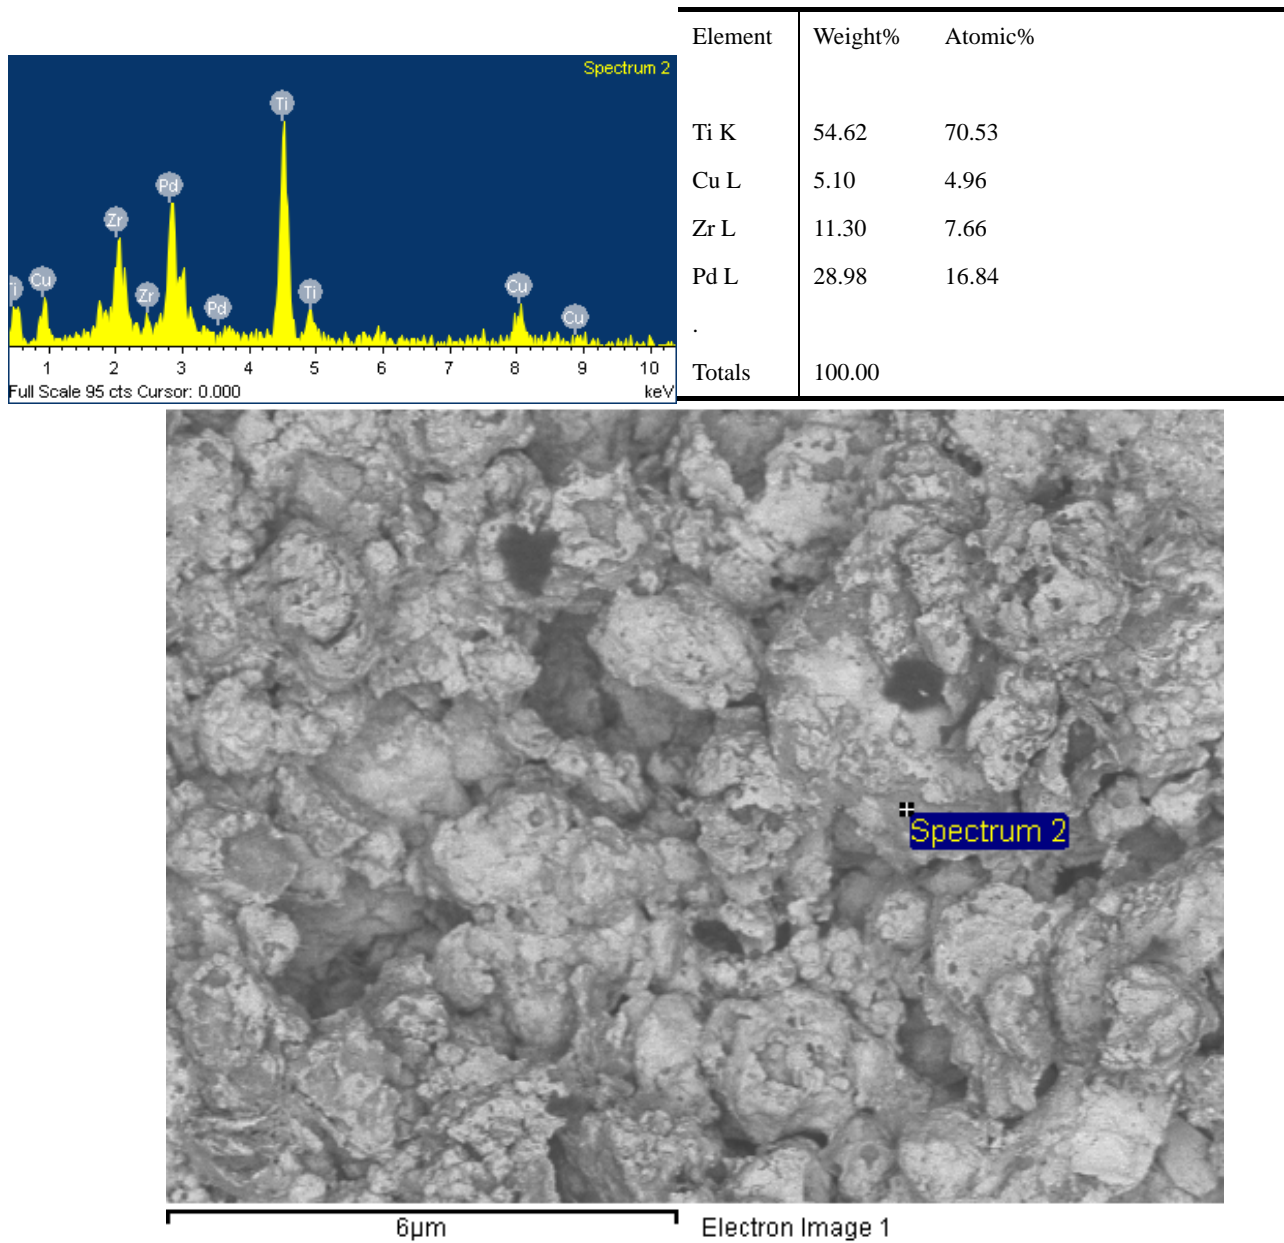 Spectrum 2
Ti
Pd
Zr
Cu
Zr
Pd
Ti
Cu
Cu
1 2 3 4 5 6 7 8 9 10
Full Scale 95 cts Cursor: 0.000 keV
Element Weight% Atomic%
Ti K 54.62 70.53
Cu L 5.10 4.96
Zr L 11.30 7.66
Pd L 28.98 16.84
.
Totals 100.00
Spectrum 2
6µm Electron Image 1